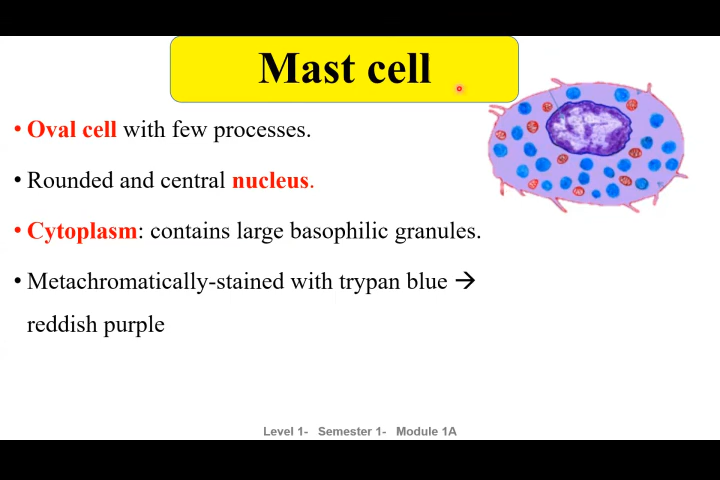 Mast cell
• Oval cell with few processes.
• Rounded and central nucleus.
• Cytoplasm: contains large basophilic granules.
• Metachromatically-stained with trypan blue →
reddish purple
Level 1- Semester 1- Module 1A